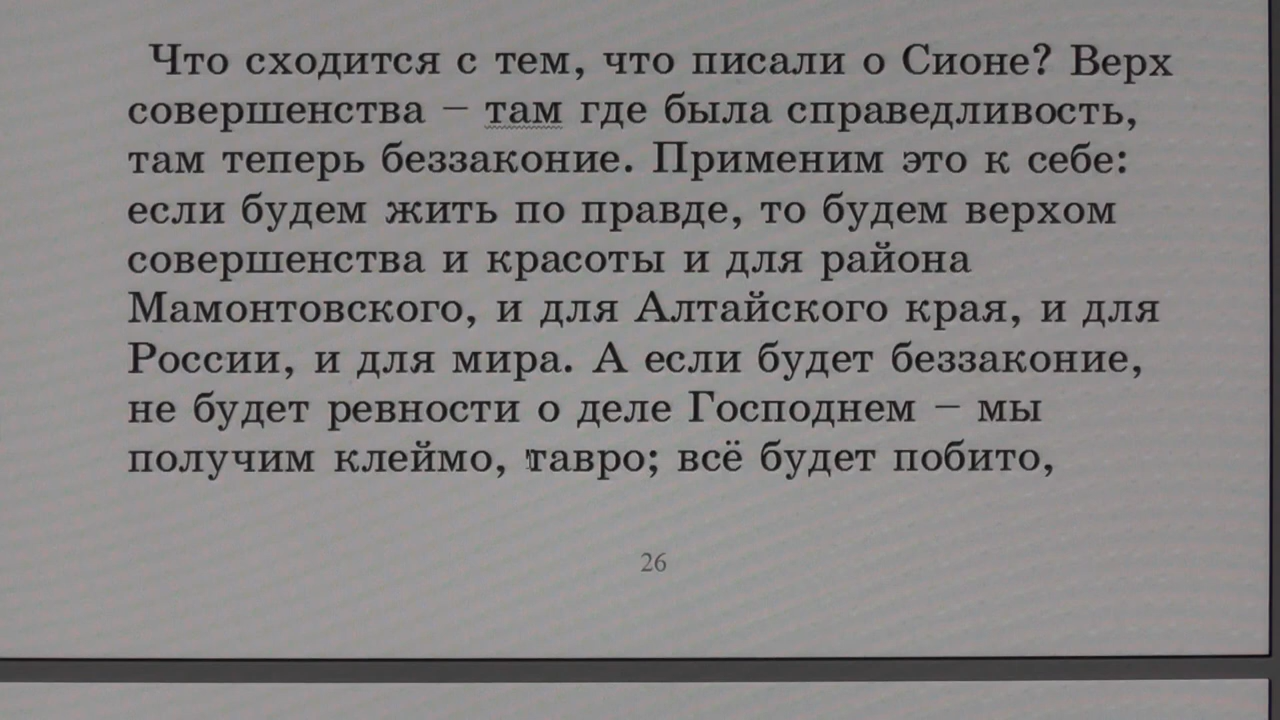 Что сходится с тем, что писали о Сионе? Верх
совершенства – там где была справедливость,
там теперь беззаконие. Применим это к себе:
если будем жить по правде, то будем верхом
совершенства и красоты и для района
Мамонтовского, и для Алтайского края, и для
России, и для мира. А если будет беззаконие,
не будет ревности о деле Господнем – мы
получим клеймо, тавро; всё будет побито,
26